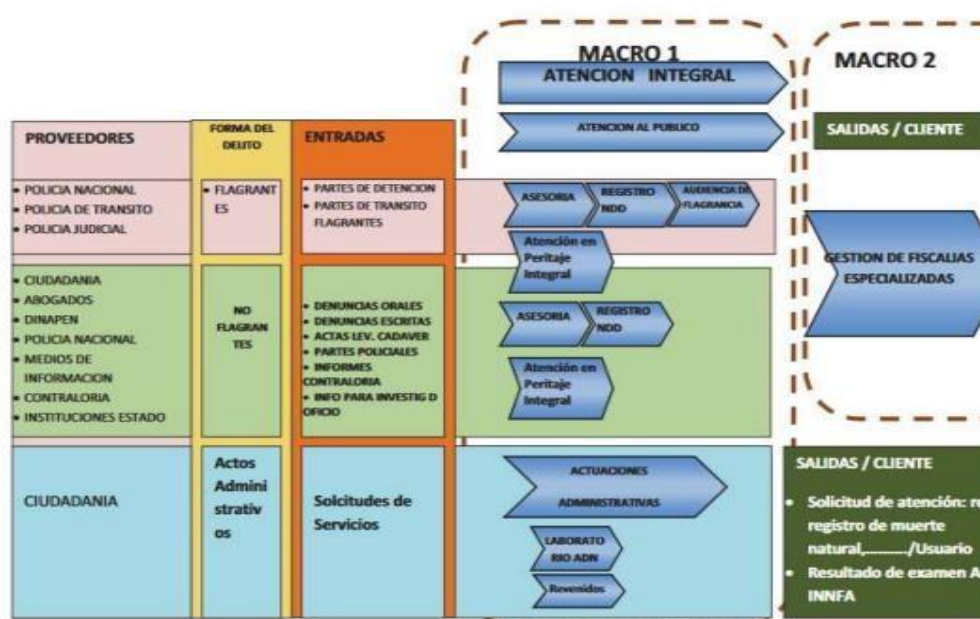 MACRO 1
ATENCION INTEGRAL
MACRO 2
ATENCION AL PUBLICO
SALIDAS / CLIENTE
PROVEEDORES
FORMA DEL
DELITO
ENTRADAS
• POLICIA NACIONAL
• POLICIA DE TRANSITO
• POLICIA JUDICIAL
• FLAGRANT
ES
• PARTES DE DETENCION
• PARTES DE TRANSITO
FLAGRANTES
ASESORIA
REGISTRO
NDD
AUDIENCIA DE
FLAGRANCIA
Atención en
Peritaje
Integral
GESTION DE FISCALIAS
ESPECIALIZADAS
• CIUDADANIA
• ABOGADOS
• DINAPEN
• POLICIA NACIONAL
• MEDIOS DE
INFORMACION
• CONTRALORIA
• INSTITUCIONES ESTADO
NO
FLAGRAN
TES
• DENUNCIAS ORALES
• DENUNCIAS ESCRITAS
• ACTAS LEV. CADAVER
• PARTES POLICIALES
• INFORMES
CONTRALORIA
• INFO PARA INVESTIG D
OFICIO
ASESORIA
REGISTRO
NDD
Atención en
Peritaje
Integral
CIUDADANIA
Actos
Admini
strativ
os
Solcitudes de
Servicios
ACTUACIONES
ADMINISTRATIVAS
LABORATO
RIO ADN
Revenidos
SALIDAS / CLIENTE
• Solicitud de atención:
registro de muerte
natural,………/Usuario
• Resultado de examen
INNFA